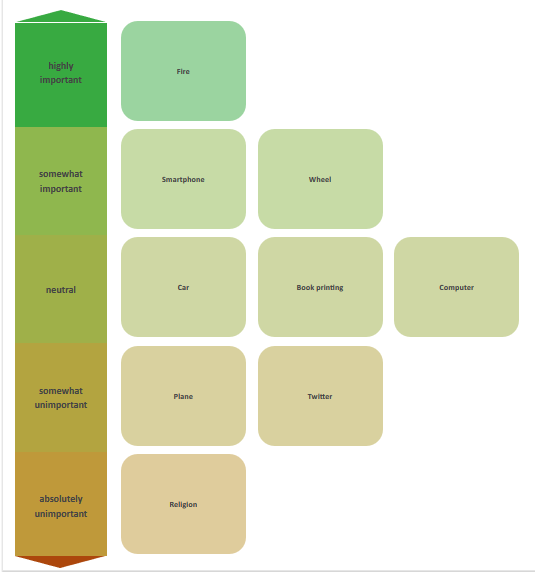 highly
important
Fire
somewhat
important
Smartphone
Wheel
neutral
Car
Book printing
Computer
somewhat
unimportant
Plane
Twitter
absolutely
unimportant
Religion